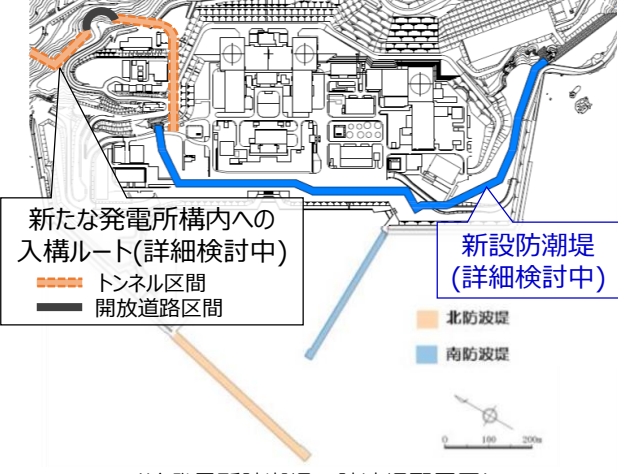 新たな発電所構内への
入構ルート(詳細検討中)
トンネル区間
開放道路区間
新設防潮堤
(詳細検討中)
北防波堤
南防波堤
0 100 200m